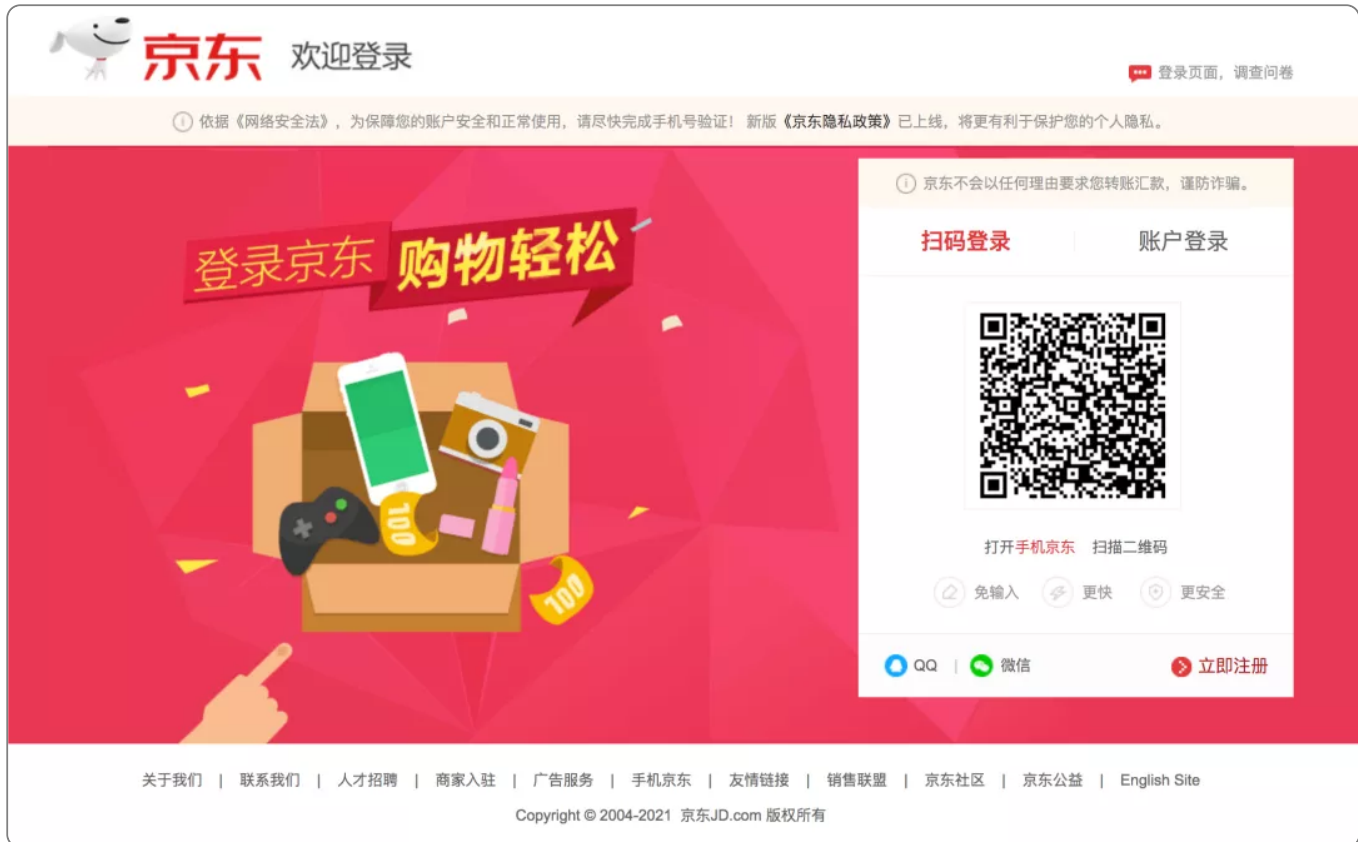 京东 欢迎登录
登录页面，调查问卷
依据《网络安全法》，为保障您的账户安全和正常使用，请尽快完成手机号验证！ 新版《京东隐私政策》已上线，将更有利于保护您的个人隐私。
登录京东 购物轻松
100
100
京东不会以任何理由要求您转账汇款，谨防诈骗。
扫码登录 账户登录
打开手机京东 扫描二维码
免输入 更快 更安全
QQ | 微信 立即注册
关于我们 | 联系我们 | 人才招聘 | 商家入驻 | 广告服务 | 手机京东 | 友情链接 | 销售联盟 | 京东社区 | 京东公益 | English Site
Copyright © 2004-2021 京东JD.com 版权所有